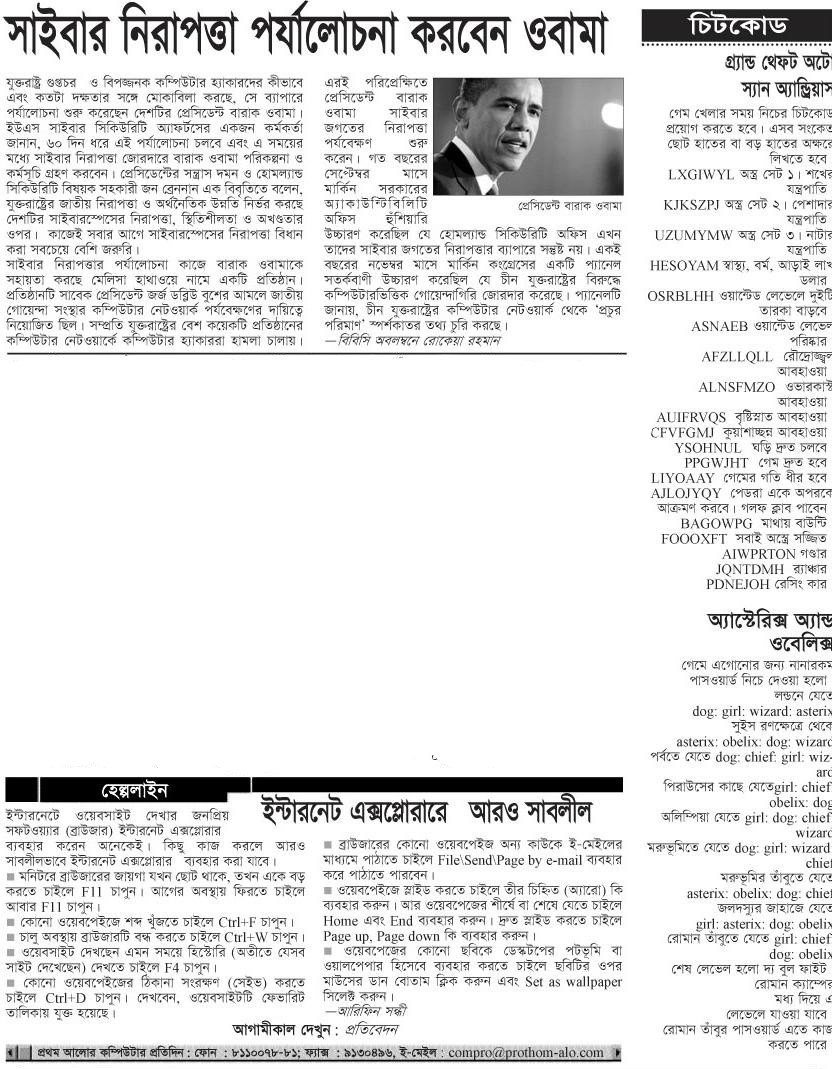 সাইবার নিরাপত্তা পর্যালোচনা করবেন ওবামা
যুক্তরাষ্ট্র গুপ্তচর ও বিপজ্জনক কম্পিউটার হ্যাকারদের কীভাবে
এবং কতটা দক্ষতার সঙ্গে মোকাবিলা করছে, সে ব্যাপারে
পর্যালোচনা শুরু করেছেন দেশটির প্রেসিডেন্ট বারাক ওবামা।
ইউএস সাইবার সিকিউরিটি অ্যাফর্টসের একজন কর্মকর্তা
জানান, ৬০ দিন ধরে এই পর্যালোচনা চলবে এবং এ সময়ের
মধ্যে সাইবার নিরাপত্তা জোরদারে বারাক ওবামা পরিকল্পনা ও
কর্মসূচি গ্রহণ করবেন। প্রেসিডেন্টের সন্ত্রাস দমন ও হোমল্যান্ড
সিকিউরিটি বিষয়ক সহকারী জন ব্রেননান এক বিবৃতিতে বলেন,
যুক্তরাষ্ট্রের জাতীয় নিরাপত্তা ও অর্থনৈতিক উন্নতি নির্ভর করছে
দেশটির সাইবারস্পেসের নিরাপত্তা, স্থিতিশীলতা ও অখণ্ডতার
ওপর। কাজেই সবার আগে সাইবারস্পেসের নিরাপত্তা বিধান
করা সবচেয়ে বেশি জরুরি।
সাইবার নিরাপত্তার পর্যালোচনা কাজে বারাক ওবামাকে
সহায়তা করছে মেলিসা হাথাওয়ে নামে একটি প্রতিষ্ঠান।
প্রতিষ্ঠানটি সাবেক প্রেসিডেন্ট জর্জ ডব্লিউ বুশের আমলে জাতীয়
গোয়েন্দা সংস্থার কম্পিউটার নেটওয়ার্ক পর্যবেক্ষণের দায়িত্বে
নিয়োজিত ছিল। সম্প্রতি যুক্তরাষ্ট্রের বেশ কয়েকটি প্রতিষ্ঠানের
কম্পিউটার নেটওয়ার্কে কম্পিউটার হ্যাকাররা হামলা চালায়।
এরই পরিপ্রেক্ষিতে
প্রেসিডেন্ট বারাক
ওবামা সাইবার
জগতের নিরাপত্তা
পর্যবেক্ষণ শুরু
করেন। গত বছরের
সেপ্টেম্বর মাসে
মার্কিন সরকারের
অ্যাকাউন্টিবিলিটি
অফিস হুঁশিয়ারি
প্রেসিডেন্ট বারাক ওবামা
উচ্চারণ করেছিল যে হোমল্যান্ড সিকিউরিটি অফিস এখন
তাদের সাইবার জগতের নিরাপত্তার ব্যাপারে সন্তুষ্ট নয়। একই
বছরের নভেম্বর মাসে মার্কিন কংগ্রেসের একটি প্যানেল
সতর্কবাণী উচ্চারণ করেছিল যে চীন যুক্তরাষ্ট্রের বিরুদ্ধে
কম্পিউটারভিত্তিক গোয়েন্দাগিরি জোরদার করেছে। প্যানেলটি
জানায়, চীন যুক্তরাষ্ট্রের কম্পিউটার নেটওয়ার্ক থেকে ‘প্রচুর
পরিমাণ’ স্পর্শকাতর তথ্য চুরি করছে।
—বিবিসি অবলম্বনে রোকেয়া রহমান
চিটকোড
গ্র্যান্ড থেফট অটো
স্যান অ্যান্ড্রিয়াস
গেম খেলার সময় নিচের চিটকোড
প্রয়োগ করতে হবে। এসব সংকেত
ছোট হাতের বা বড় হাতের অক্ষরে
লিখতে হবে
LXGIWYL অস্ত্র সেট ১। শখের
যন্ত্রপাতি
KJKSZPJ অস্ত্র সেট ২। পেশাদার
যন্ত্রপাতি
UZUMYMW অস্ত্র সেট ৩। নাটার
যন্ত্রপাতি
HESOYAM স্বাস্থ্য, বর্ম, আড়াই লাখ
ডলার
OSRBLHH ওয়ান্টেড লেভেলে দুইটি
তারকা বাড়বে
ASNAEB ওয়ান্টেড লেভেল
পরিষ্কার
AFZLLQLL রৌদ্রোজ্জ্বল
আবহাওয়া
ALNSFMZO ওভারকাস্ট
আবহাওয়া
AUIFRVQS বৃষ্টিস্নাত আবহাওয়া
CFVFGMJ কুয়াশাচ্ছন্ন আবহাওয়া
YSOHNUL ঘড়ি দ্রুত চলবে
PPGWJHT গেম দ্রুত হবে
LIYOAAY গেমের গতি ধীর হবে
AJLOJYQY পেডরা একে অপরকে
আক্রমণ করবে। গলফ ক্লাব পাবেন
BAGOWPG মাথায় বাউন্টি
FOOOXFT সবাই অস্ত্রে সজ্জিত
AIWPRTON গণ্ডার
JQNTDMH র‍্যাঞ্চার
PDNEJOH রেসিং কার
অ্যাস্টেরিক্স অ্যান্ড
ওবেলিক্স
গেমে এগোনোর জন্য নানারকম
পাসওয়ার্ড নিচে দেওয়া হলো
লন্ডনে যেতে
dog: girl: wizard: asterix
সুইস রণক্ষেত্রে থেকে
asterix: obelix: dog: wizard
পর্বতে যেতে dog: chief: girl: wiz-
ard
পিরাউসের কাছে যেতেgirl: chief
obelix: dog
অলিম্পিয়া যেতে girl: dog: chief
wizard
মরুভূমিতে যেতে dog: girl: wizard
chief
মরুভূমির তাঁবুতে যেতে
asterix: obelix: dog: chief
জলদস্যুর জাহাজে যেতে
girl: asterix: dog: obelix
রোমান তাঁবুতে যেতে girl: chief
dog: obelix
শেষ লেভেল হলো দ্য বুল ফাইট
রোমান ক্যাম্পের
মধ্য দিয়ে এ
লেভেলে যাওয়া যাবে
রোমান তাঁবুর পাসওয়ার্ড এতে কাজ
করতে পারে
হেল্পলাইন
ইন্টারনেট এক্সপ্লোরারে আরও সাবলীল
ইন্টারনেটে ওয়েবসাইট দেখার জনপ্রিয়
সফটওয়্যার (ব্রাউজার) ইন্টারনেট এক্সপ্লোরার
ব্যবহার করেন অনেকেই। কিছু কাজ করলে আরও
সাবলীলভাবে ইন্টারনেট এক্সপ্লোরার ব্যবহার করা যাবে।
■ মনিটরে ব্রাউজারের জায়গা যখন ছোট থাকে, তখন একে বড়
করতে চাইলে F11 চাপুন। আগের অবস্থায় ফিরতে চাইলে
আবার F11 চাপুন।
■ কোনো ওয়েবপেইজে শব্দ খুঁজতে চাইলে Ctrl+F চাপুন।
■ চালু অবস্থায় ব্রাউজারটি বন্ধ করতে চাইলে Ctrl+W চাপুন।
■ ওয়েবসাইট দেখছেন এমন সময়ে হিস্টোরি (অতীতে যেসব
সাইট দেখেছেন) দেখতে চাইলে F4 চাপুন।
■ কোনো ওয়েবপেইজের ঠিকানা সংরক্ষণ (সেইভ) করতে
চাইলে Ctrl+D চাপুন। দেখবেন, ওয়েবসাইটটি ফেভারিট
তালিকায় যুক্ত হয়েছে।
■ ব্রাউজারের কোনো ওয়েবপেইজ অন্য কাউকে ই-মেইলের
মাধ্যমে পাঠাতে চাইলে File\Send\Page by e-mail ব্যবহার
করে পাঠাতে পারবেন।
■ ওয়েবপেইজে স্লাইড করতে চাইলে তীর চিহ্নিত (অ্যারো) কি
ব্যবহার করুন। আর ওয়েবপেজের শীর্ষে বা শেষে যেতে চাইলে
Home এবং End ব্যবহার করুন। দ্রুত স্লাইড করতে চাইলে
Page up, Page down কি ব্যবহার করুন।
■ ওয়েবপেজের কোনো ছবিকে ডেস্কটপের পটভূমি বা
ওয়ালপেপার হিসেবে ব্যবহার করতে চাইলে ছবিটির ওপর
মাউসের ডান বোতাম ক্লিক করুন এবং Set as wallpaper
সিলেক্ট করুন।
—আরিফিন সন্ধী
আগামীকাল দেখুন : প্রতিবেদন
প্রথম আলোর কম্পিউটার প্রতিদিন : ফোন : ৮১১০০৭৮-৮১; ফ্যাক্স : ৯১৩০৪৯৬, ই-মেইল : compro@prothom-alo.com